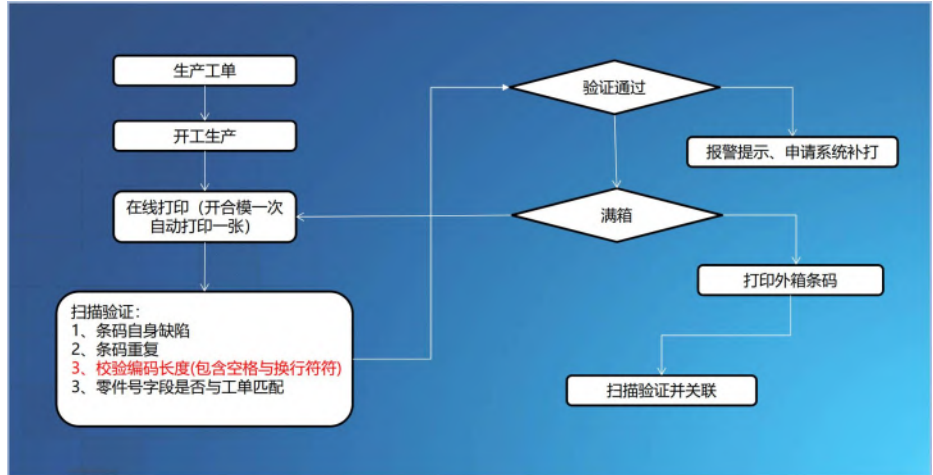 生产工单
开工生产
在线打印（开合模一次
自动打印一张）
扫描验证：
1、条码自身缺陷
2、条码重复
3、校验编码长度(包含空格与换行符符)
3、零件号字段是否与工单匹配
验证通过
报警提示、申请系统补打
满箱
打印外箱条码
扫描验证并关联